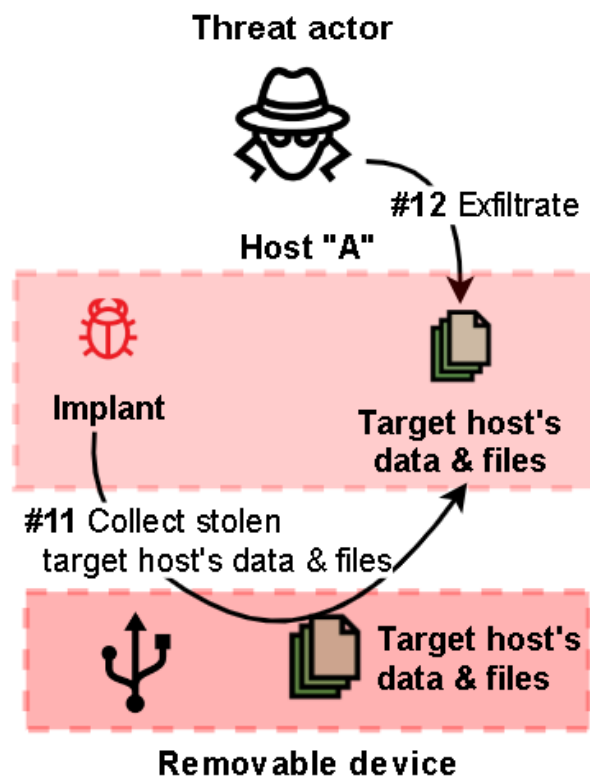 Threat actor
#12 Exfiltrate
Host "A"
Implant
Target host's
data & files
#11 Collect stolen
target host's data & files
Target host's
data & files
Removable device